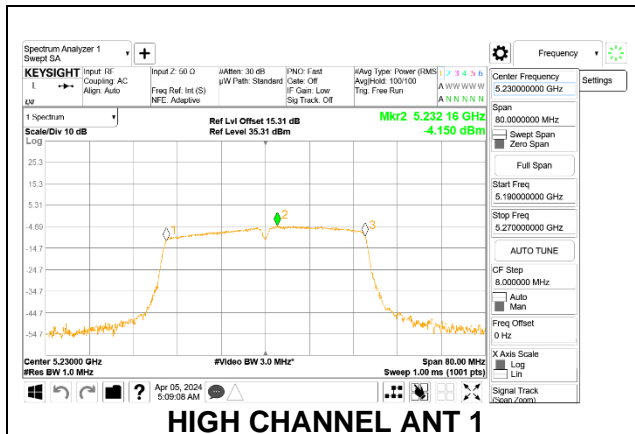 Spectrum Analyzer 1
Swept SA
Frequency
KEYSIGHT
Input: RF
Coupling: AC
Align: Auto
Input Z: 50 Ω
Freq Ref: Int (S)
NFE: Adaptive
#Atten: 30 dB
µW Path: Standard
PNO: Fast
Gate: Off
IF Gain: Low
Sig Track: Off
#Avg Type: Power (RMS
Avg|Hold: 100/100
Trig: Free Run
1 2 3 4 5 6
A W W W W W
A N N N N N
L
Center Frequency
5.230000000 GHz
Settings
Span
80.0000000 MHz
Swept Span
Zero Span
Full Span
Start Freq
5.190000000 GHz
Stop Freq
5.270000000 GHz
AUTO TUNE
CF Step
8.000000 MHz
Auto
Man
Freq Offset
0 Hz
X Axis Scale
Log
Lin
Signal Track
(Span Zoom)
1 Spectrum
Scale/Div 10 dB
Ref Lvl Offset 15.31 dB
Ref Level 35.31 dBm
Mkr2 5.232 16 GHz
-4.150 dBm
Log
25.3
15.3
5.31
-4.69
-14.7
-24.7
-34.7
-44.7
-54.7
1
2
3
Center 5.23000 GHz
#Res BW 1.0 MHz
#Video BW 3.0 MHz*
Span 80.00 MHz
Sweep 1.00 ms (1001 pts)
?
Apr 05, 2024
5:09:08 AM
HIGH CHANNEL ANT 1